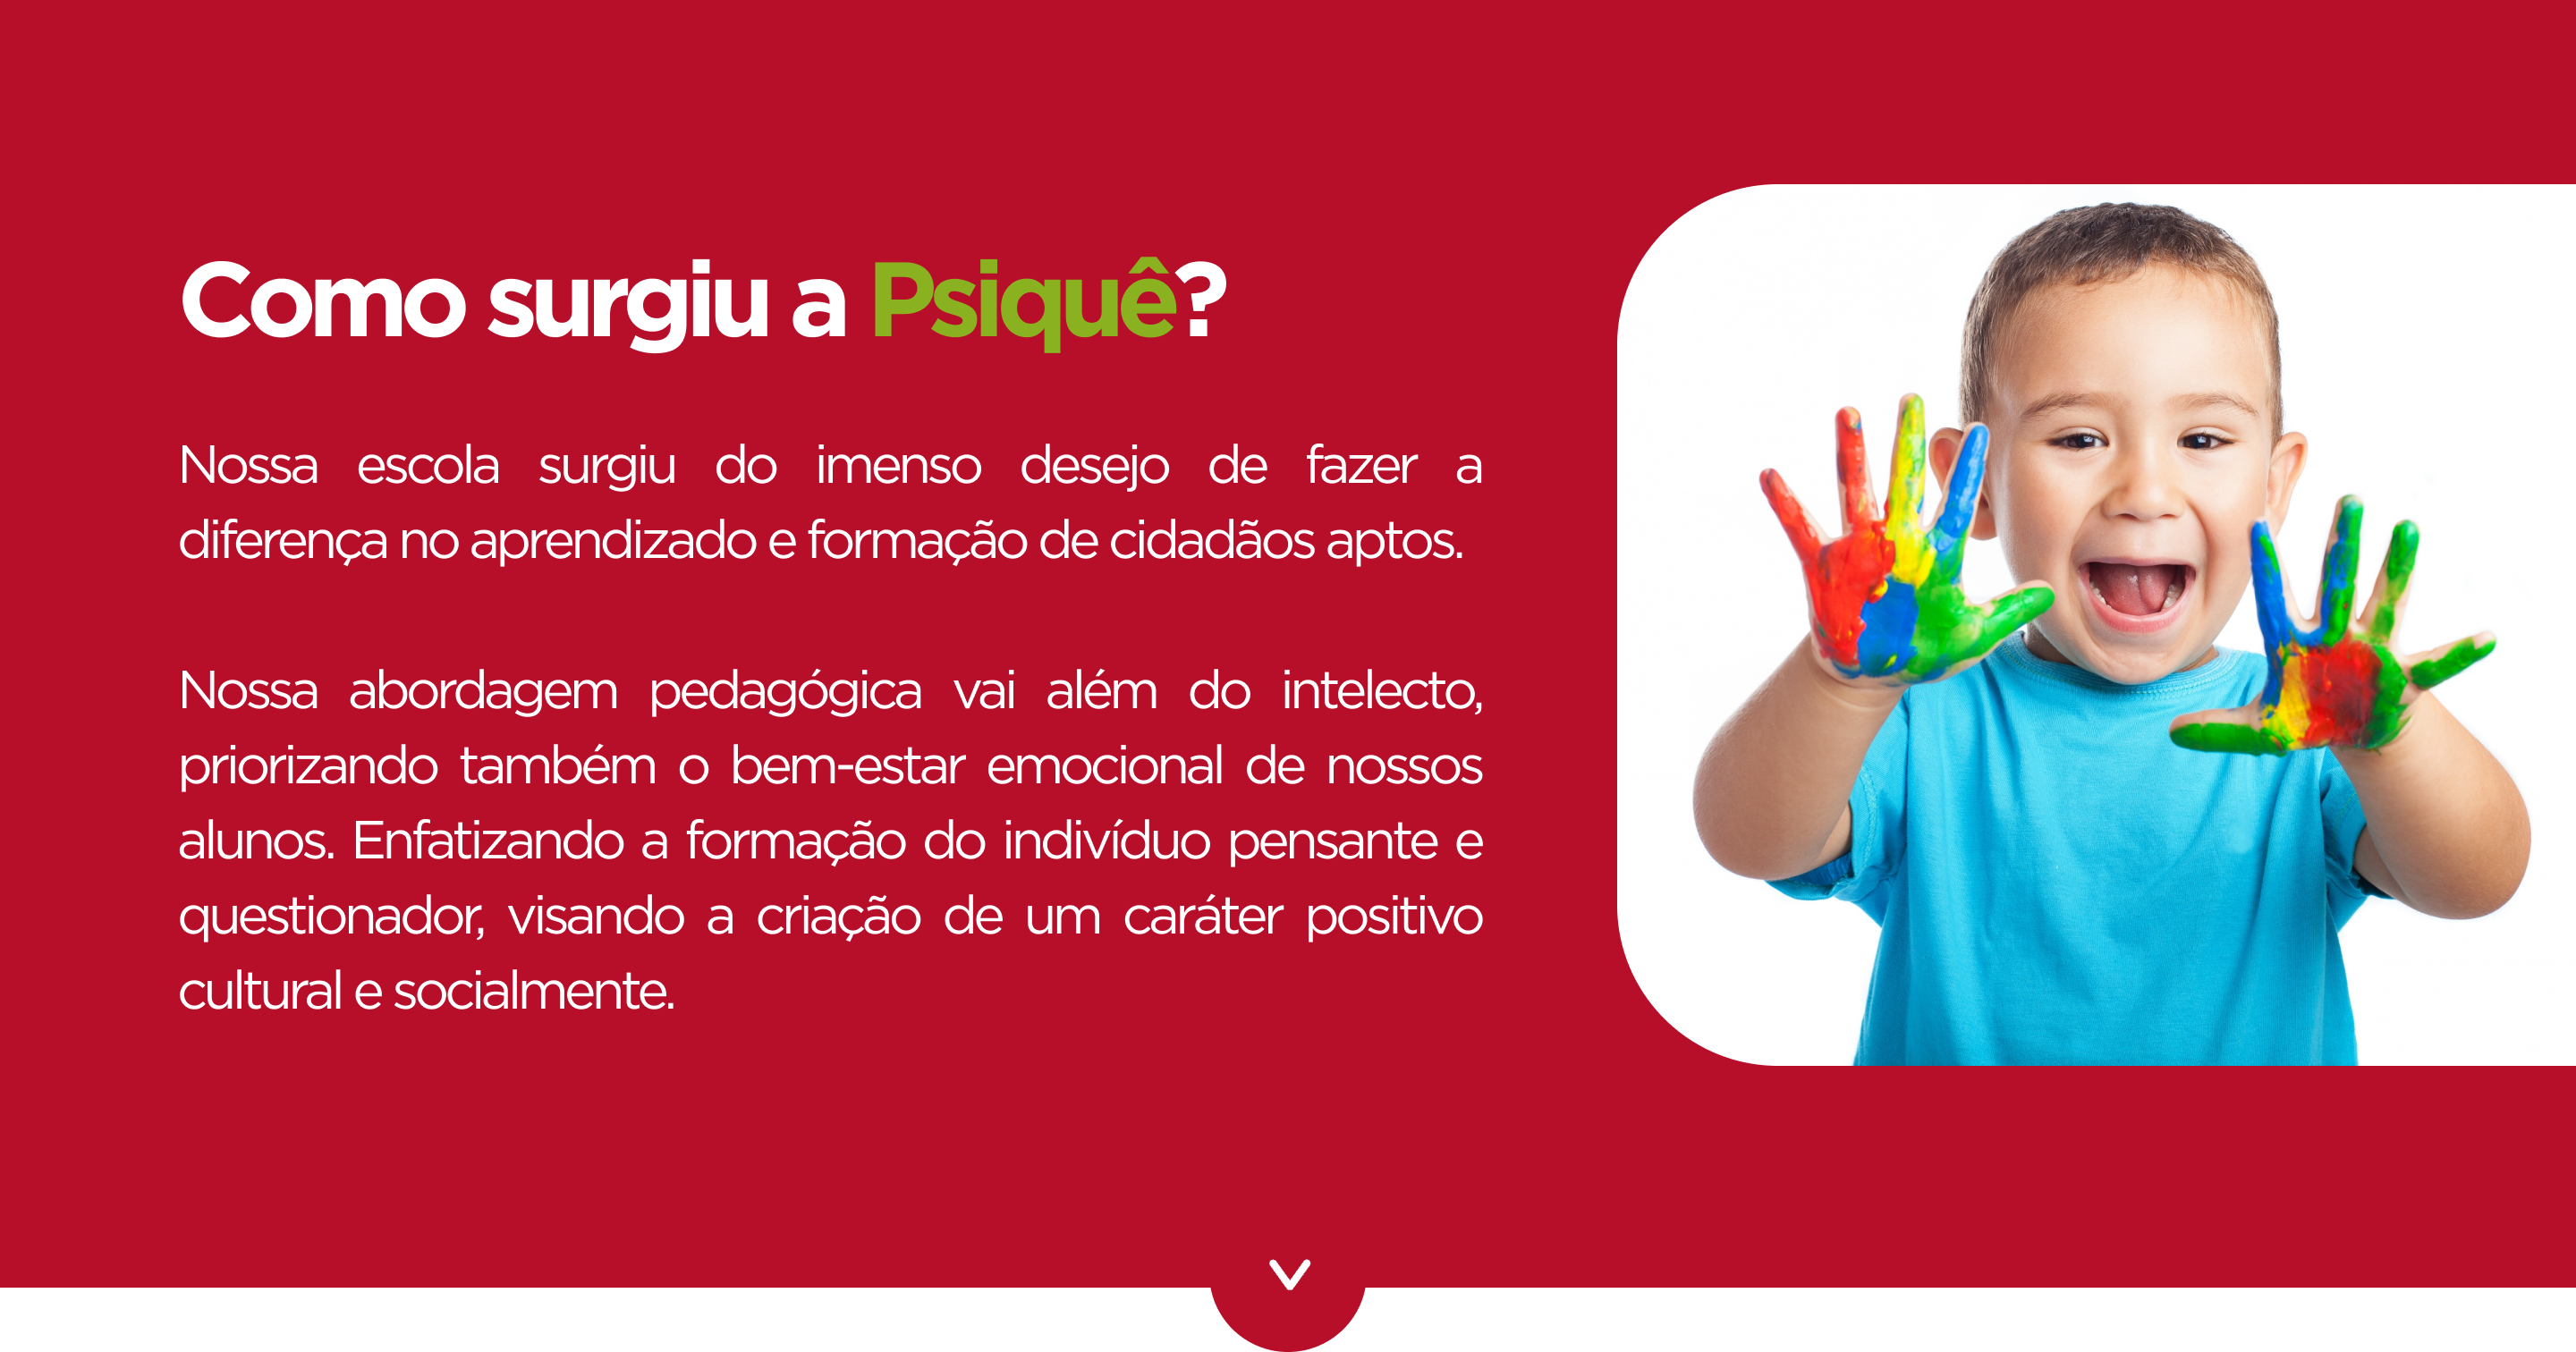 Como surgiu a Psiquê?
Nossa escola surgiu do imenso desejo de fazer a
diferença no aprendizado e formação de cidadãos aptos.
Nossa abordagem pedagógica vai além do intelecto,
priorizando também o bem-estar emocional de nossos
alunos. Enfatizando a formação do indivíduo pensante e
questionador, visando a criação de um caráter positivo
cultural e socialmente.